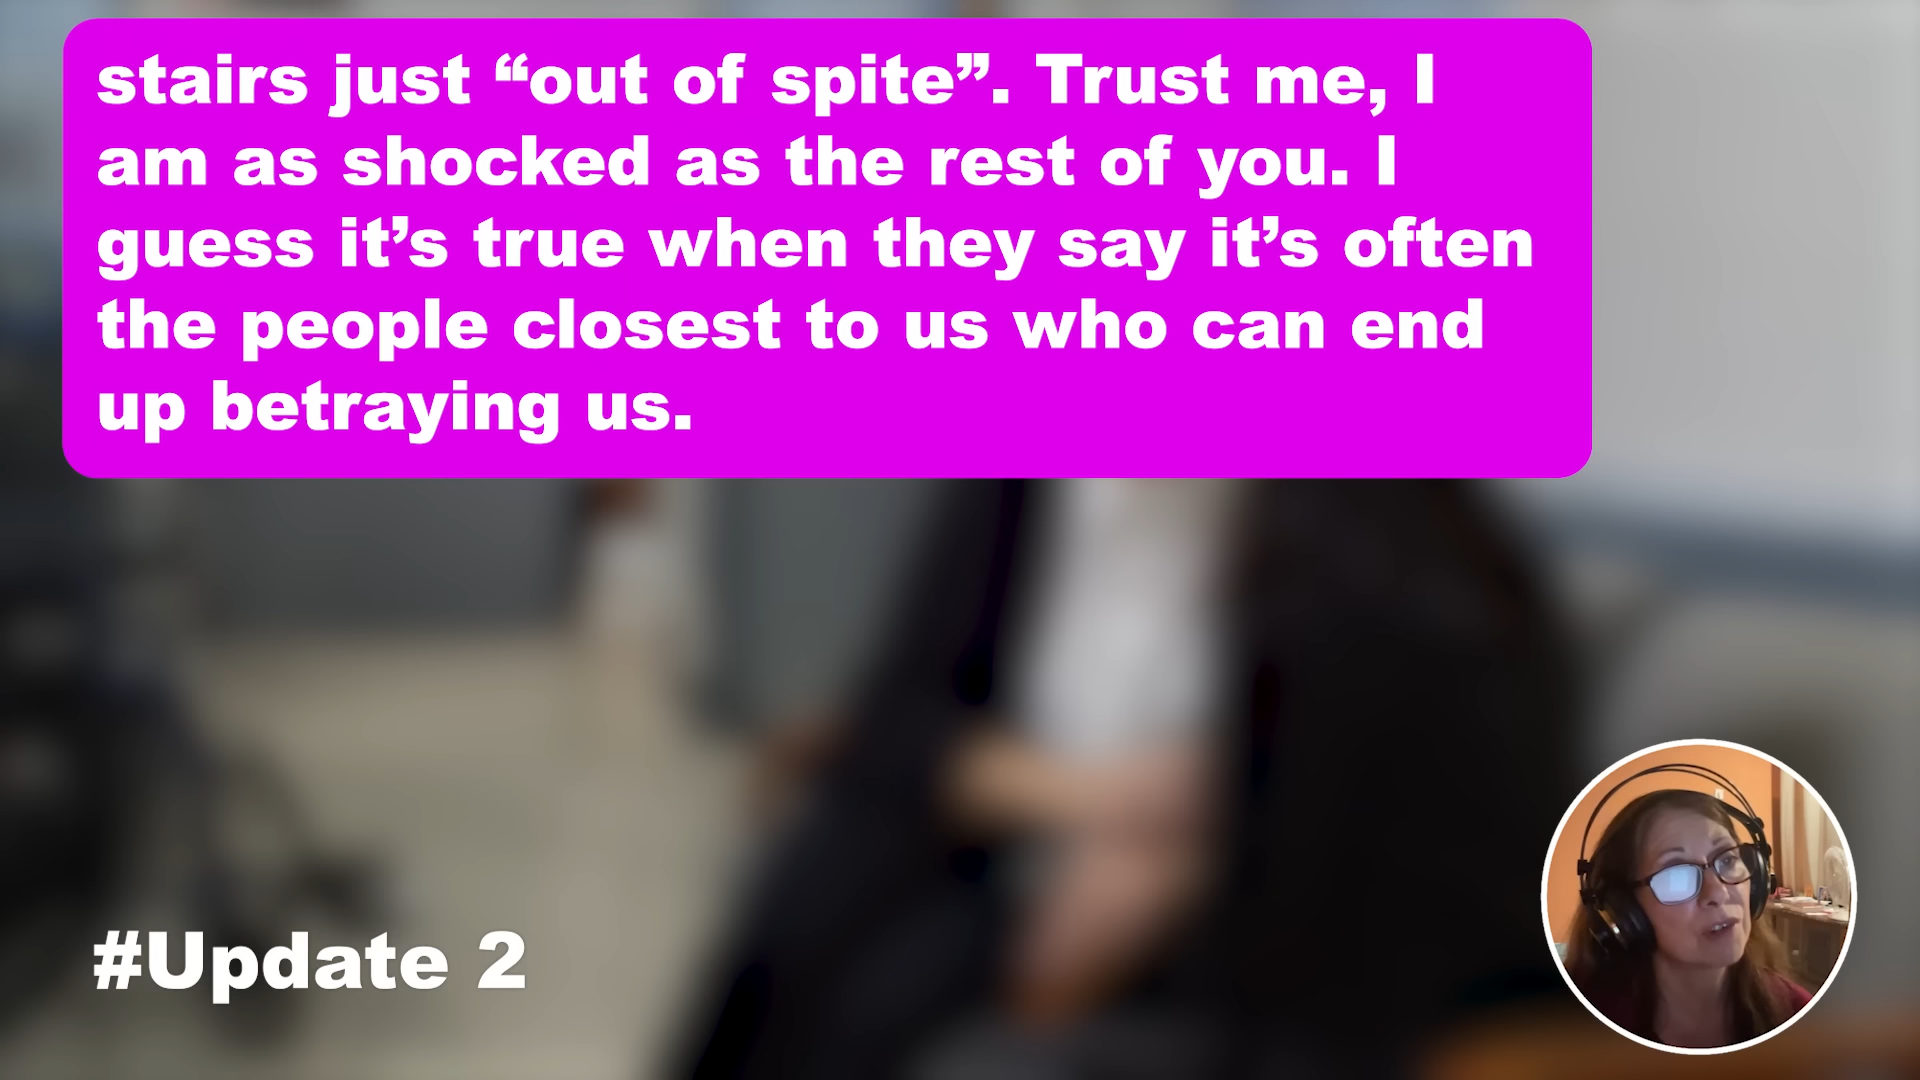 stairs just “out of spite”. Trust me, I
am as shocked as the rest of you. I
guess it’s true when they say it’s often
the people closest to us who can end
up betraying us.
#Update 2